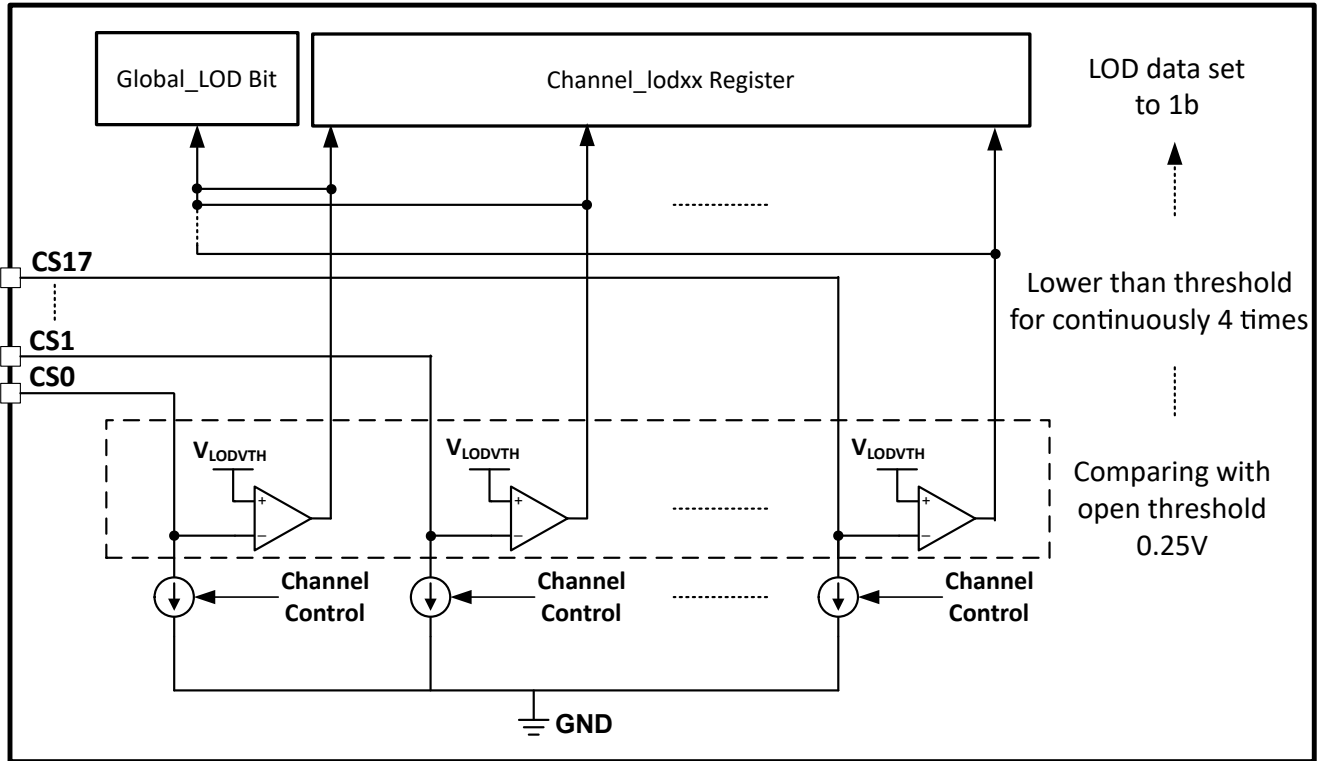 Global_LOD Bit
Channel_lodxx Register
LOD data set
to 1b
CS17
Lower than threshold
for continuously 4 times
CS1
CS0
VLODVTH
VLODVTH
VLODVTH
+
+
+
−
−
−
Comparing with
open threshold
0.25V
Channel
Control
Channel
Control
Channel
Control
GND